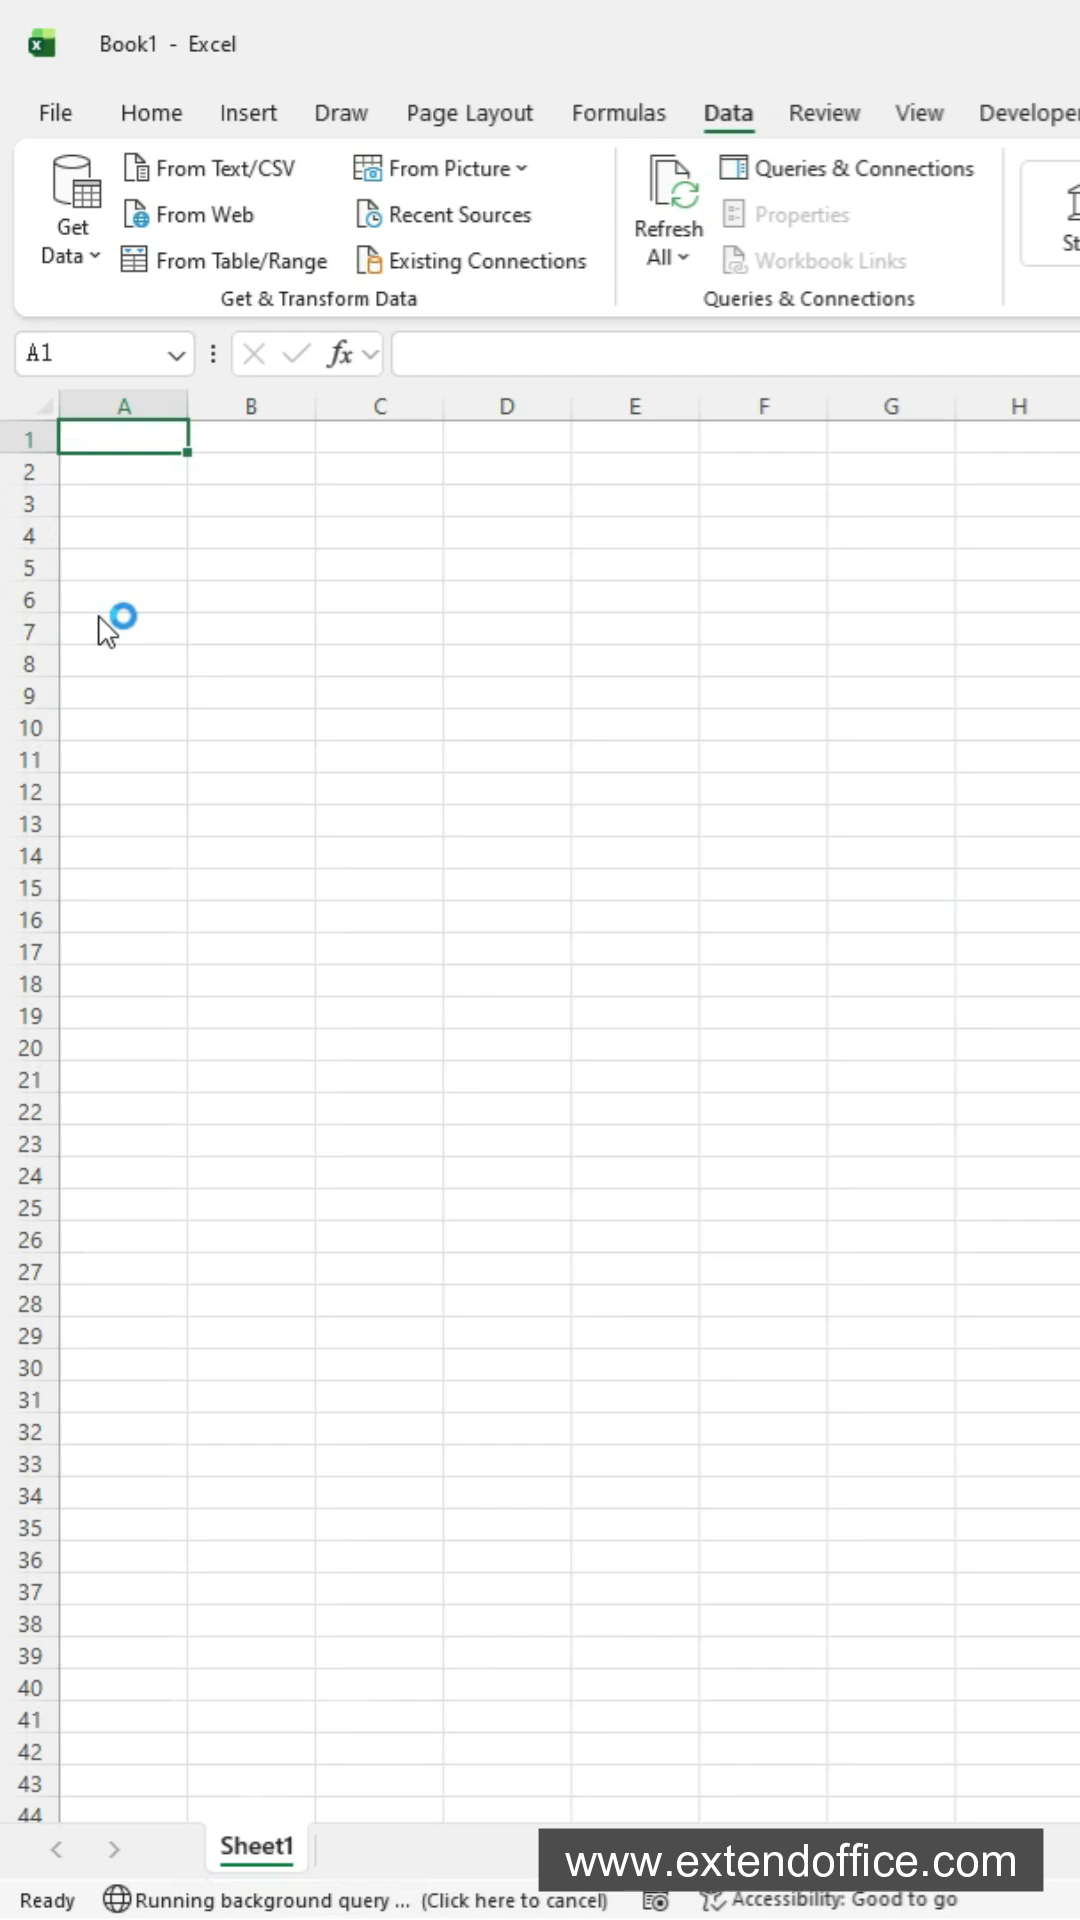 Book1 - Excel
File Home Insert Draw Page Layout Formulas Data Review View Developer
Get Data
From Text/CSV
From Web
From Table/Range
From Picture
Recent Sources
Existing Connections
Get & Transform Data
Refresh All
Queries & Connections
Properties
Workbook Links
Queries & Connections
A1
fx
A B C D E F G H
1
2
3
4
5
6
7
8
9
10
11
12
13
14
15
16
17
18
19
20
21
22
23
24
25
26
27
28
29
30
31
32
33
34
35
36
37
38
39
40
41
42
43
44
Sheet1
www.extendoffice.com
Ready Running background query ... (Click here to cancel) Accessibility: Good to go